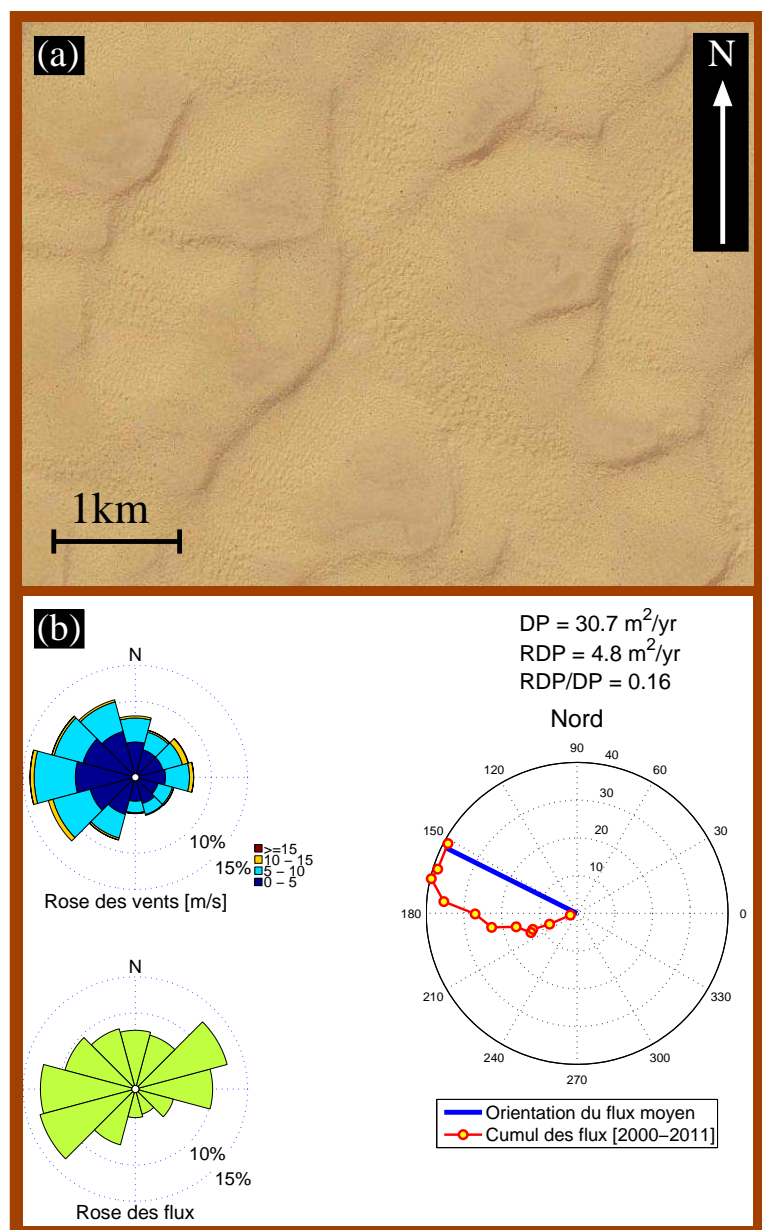 (a)
N
1km
(b)
DP = 30.7 m²/yr
RDP = 4.8 m²/yr
RDP/DP = 0.16
N
10%
15%
>=15
10 − 15
5 − 10
0 − 5
Rose des vents [m/s]
Nord
90
40
120
60
30
150
30
20
10
180
0
210
330
240
300
270
Orientation du flux moyen
Cumul des flux [2000−2011]
N
10%
15%
Rose des flux